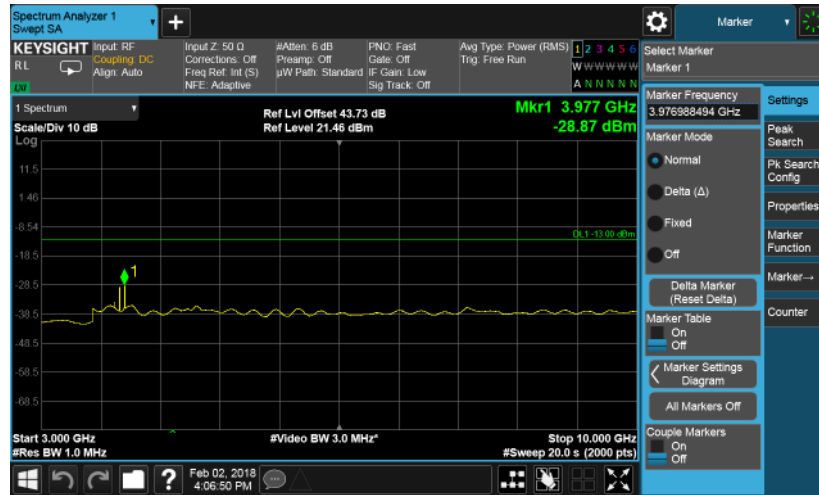 Spectrum Analyzer 1
Swept SA
Marker
KEYSIGHT
RL
LXI
Input: RF
Coupling: DC
Align: Auto
Input Z: 50 Ω
Corrections: Off
Freq Ref: Int (S)
NFE: Adaptive
#Atten: 6 dB
Preamp: Off
µW Path: Standard
PNO: Fast
Gate: Off
IF Gain: Low
Sig Track: Off
Avg Type: Power (RMS)
Trig: Free Run
1 2 3 4 5 6
W W W W W W
A N N N N N
Select Marker
Marker 1
1 Spectrum
Scale/Div 10 dB
Log
Ref Lvl Offset 43.73 dB
Ref Level 21.46 dBm
Mkr1 3.977 GHz
-28.87 dBm
11.5
1.46
-8.54
-18.5
-28.5
-38.5
-48.5
-58.5
-68.5
DL1 -13.00 dBm
1
Start 3.000 GHz
#Res BW 1.0 MHz
#Video BW 3.0 MHz*
Stop 10.000 GHz
#Sweep 20.0 s (2000 pts)
Marker Frequency
3.976988494 GHz
Marker Mode
Normal
Delta (Δ)
Fixed
Off
Delta Marker
(Reset Delta)
Marker Table
On
Off
Marker Settings
Diagram
All Markers Off
Couple Markers
On
Off
Settings
Peak
Search
Pk Search
Config
Properties
Marker
Function
Marker→
Counter
?
Feb 02, 2018
4:06:50 PM